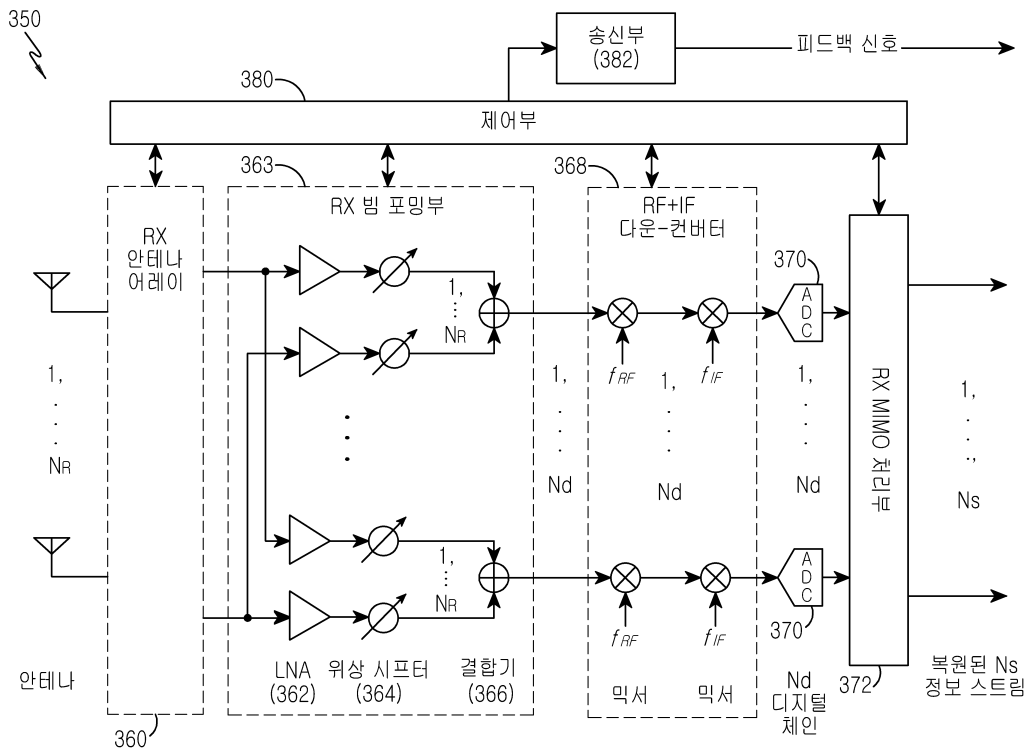 350
송신부
(382)
피드백 신호
380
제어부
363
368
RX 빔 포밍부
RF+IF
다운-컨버터
RX
안테나
어레이
370
A
D
C
1,
NR
fRF
fIF
1,
NR
1,
Nd
1,
Nd
1,
Nd
RX MIMO 처리부
1,
Ns
1,
NR
A
D
C
fRF
fIF
370
LNA
(362)
위상 시프터
(364)
결합기
(366)
믹서
믹서
Nd
디지털
체인
372
복원된 Ns
정보 스트림
안테나
360